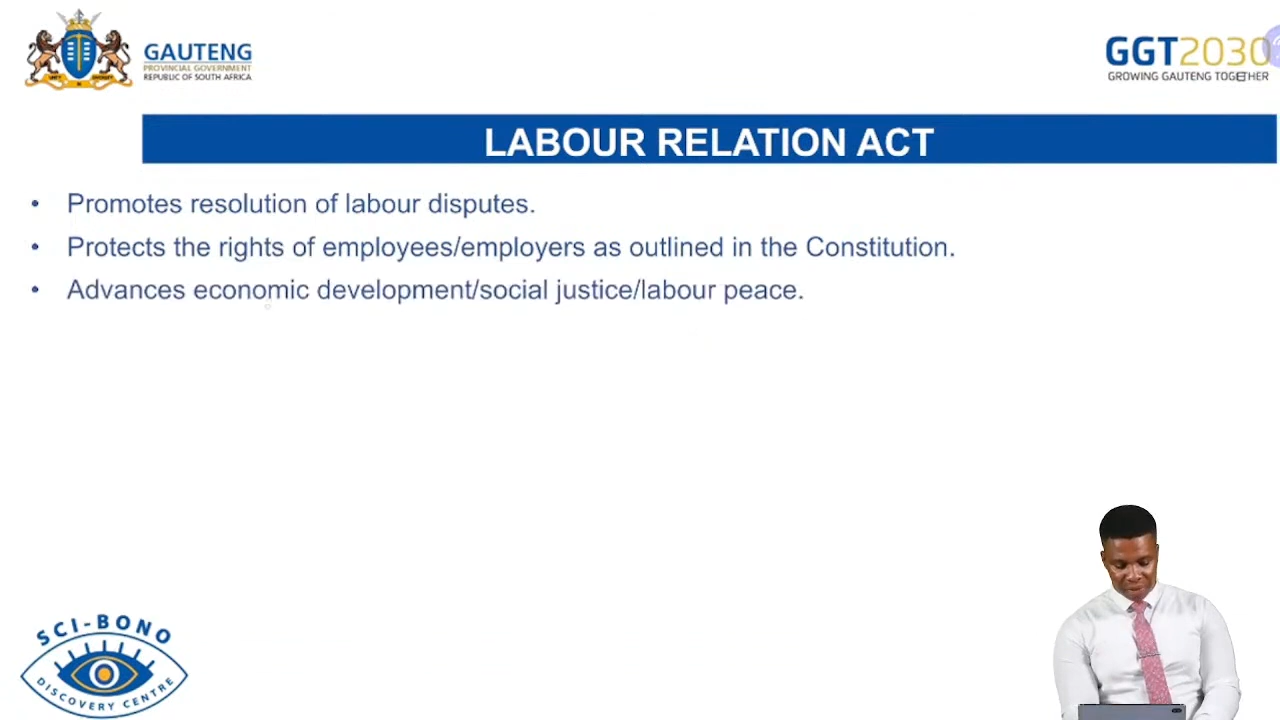 GAUTENG
PROVINCIAL GOVERNMENT
REPUBLIC OF SOUTH AFRICA
GGT2030
GROWING GAUTENG TOGETHER
LABOUR RELATION ACT
• Promotes resolution of labour disputes.
• Protects the rights of employees/employers as outlined in the Constitution.
• Advances economic development/social justice/labour peace.
SCI-BONO
DISCOVERY CENTRE